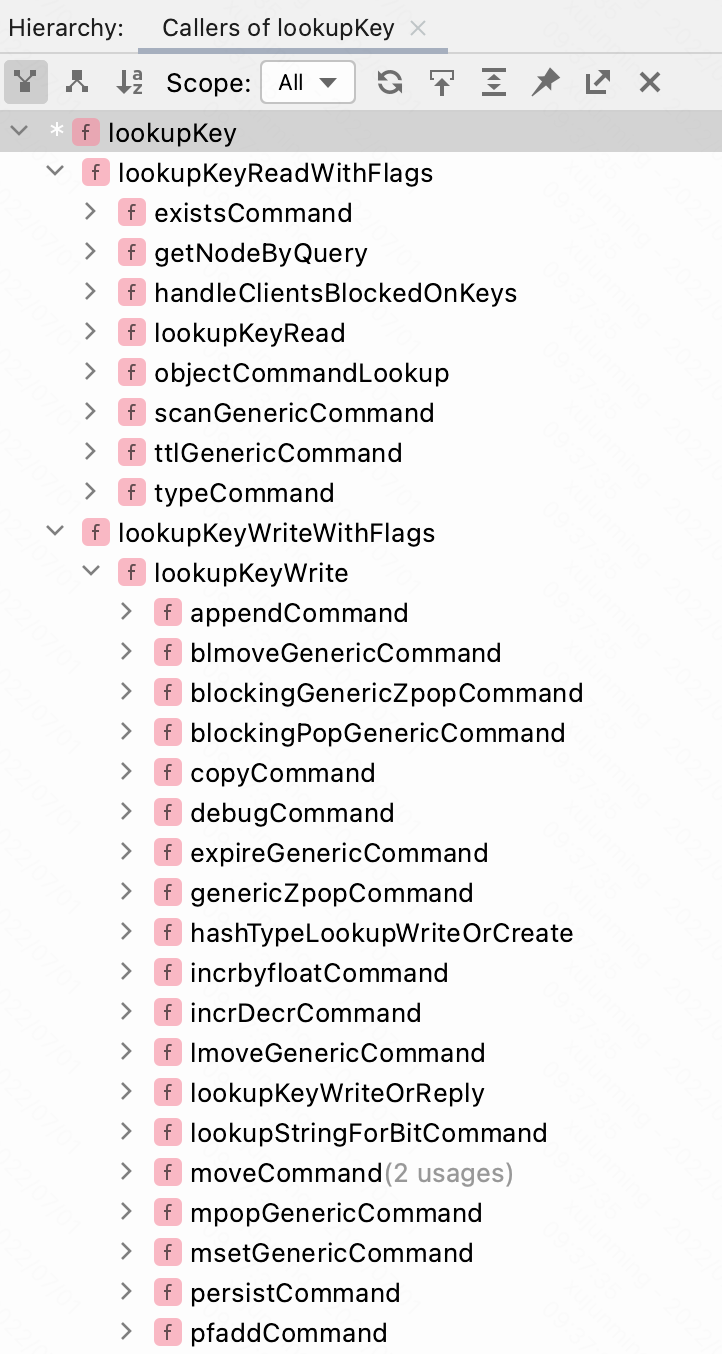 Hierarchy: Callers of lookupKey
Scope: All
* f lookupKey
f lookupKeyReadWithFlags
f existsCommand
f getNodeByQuery
f handleClientsBlockedOnKeys
f lookupKeyRead
f objectCommandLookup
f scanGenericCommand
f ttlGenericCommand
f typeCommand
f lookupKeyWriteWithFlags
f lookupKeyWrite
f appendCommand
f blmoveGenericCommand
f blockingGenericZpopCommand
f blockingPopGenericCommand
f copyCommand
f debugCommand
f expireGenericCommand
f genericZpopCommand
f hashTypeLookupWriteOrCreate
f incrbyfloatCommand
f incrDecrCommand
f lmoveGenericCommand
f lookupKeyWriteOrReply
f lookupStringForBitCommand
f moveCommand(2 usages)
f mpopGenericCommand
f msetGenericCommand
f persistCommand
f pfaddCommand